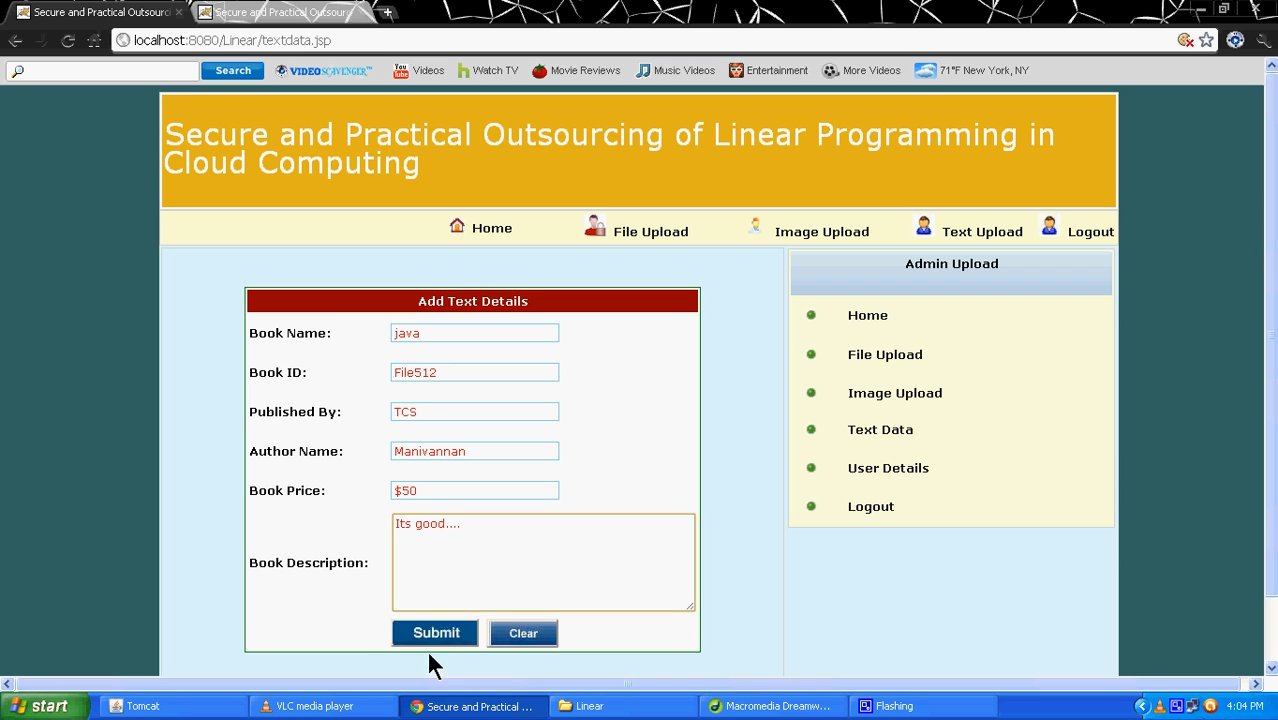 Secure and Practical Outsourci
Secure and Practical Outsour
localhost:8080/Linear/textdata.jsp
Search
VIDEOSCAVENGER™
You Tube Videos
h Watch TV
Movie Reviews
Music Videos
Entertainment
More Videos
71°F New York, NY
Secure and Practical Outsourcing of Linear Programming in
Cloud Computing
Home
File Upload
Image Upload
Text Upload
Logout
Admin Upload
Home
File Upload
Image Upload
Text Data
User Details
Logout
Add Text Details
Book Name: java
Book ID: File512
Published By: TCS
Author Name: Manivannan
Book Price: $50
Book Description: Its good....
Submit Clear
start
Tomcat
VLC media player
Secure and Practical ...
Linear
Macromedia Dreamw...
Flashing
4:04 PM